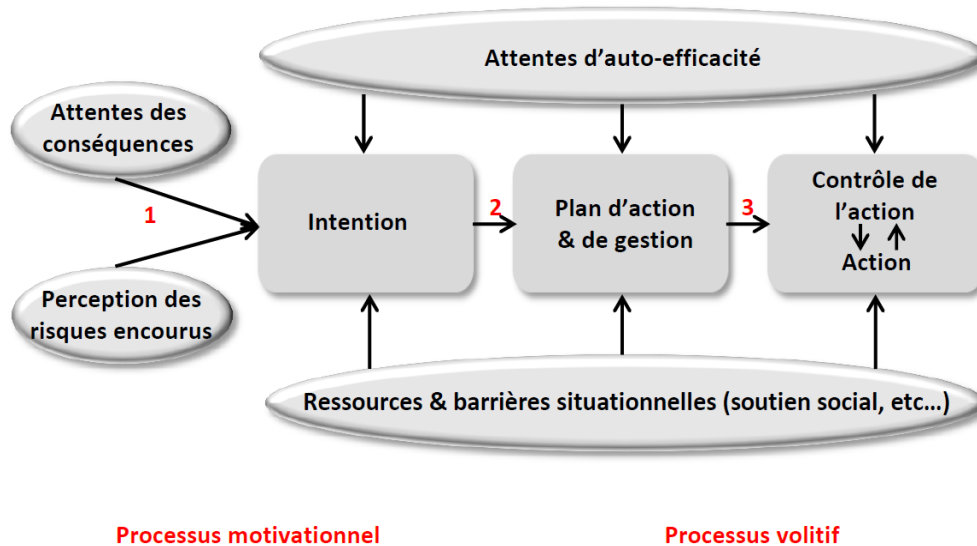 Attentes d'auto-efficacité
Attentes des
conséquences
1
Intention
2
Plan d'action
& de gestion
3
Contrôle de
l'action
Action
Perception des
risques encourus
Ressources & barrières situationnelles (soutien social, etc...)
Processus motivationnel
Processus volitif